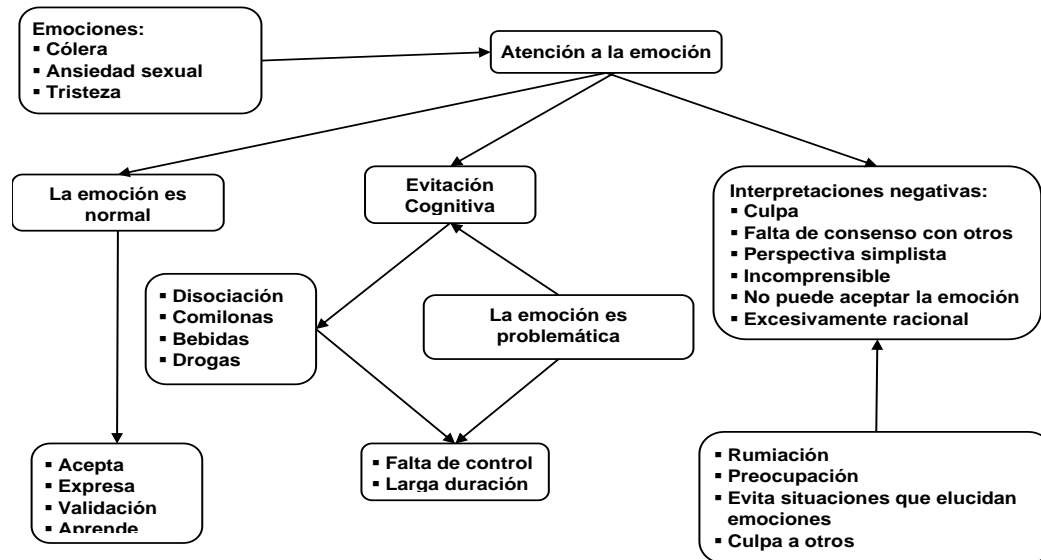 Emociones:
▪ Cólera
▪ Ansiedad sexual
▪ Tristeza
Atención a la emoción
La emoción es
normal
Evitación
Cognitiva
Interpretaciones negativas:
▪ Culpa
▪ Falta de consenso con otros
▪ Perspectiva simplista
▪ Incomprensible
▪ No puede aceptar la emoción
▪ Excesivamente racional
▪ Disociación
▪ Comilonas
▪ Bebidas
▪ Drogas
La emoción es
problemática
▪ Acepta
▪ Expresa
▪ Validación
▪ Aprende
▪ Falta de control
▪ Larga duración
▪ Rumiación
▪ Preocupación
▪ Evita situaciones que elucidan
emociones
▪ Culpa a otros